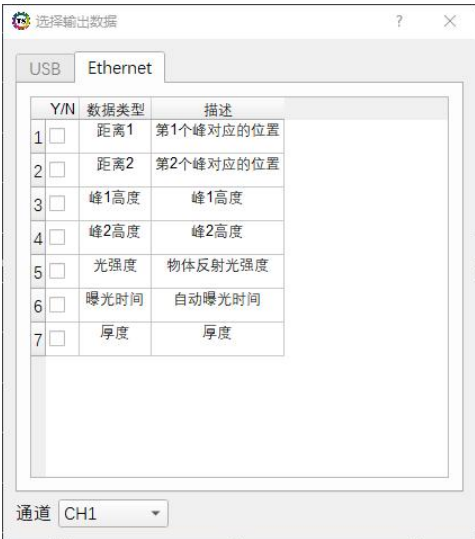 TS 选择输出数据 ? ×
USB Ethernet
Y/N 数据类型 描述
1 距离1 第1个峰对应的位置
2 距离2 第2个峰对应的位置
3 峰1高度 峰1高度
4 峰2高度 峰2高度
5 光强度 物体反射光强度
6 曝光时间 自动曝光时间
7 厚度 厚度
通道 CH1